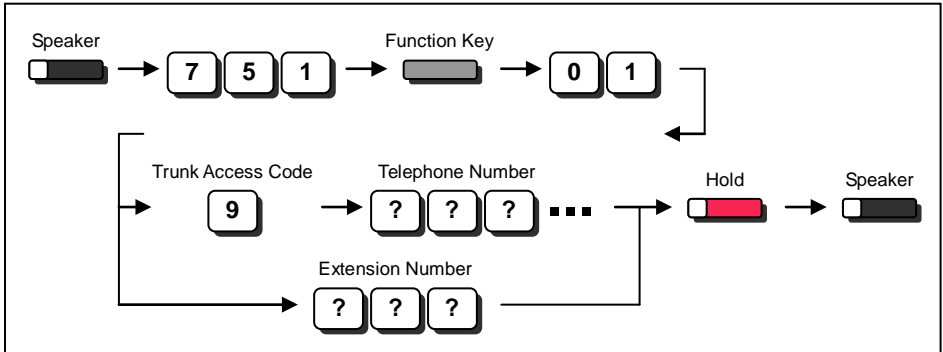 Speaker
Function Key
7 5 1
0 1
Trunk Access Code
Telephone Number
Hold
Speaker
9
? ? ?
Extension Number
? ? ?